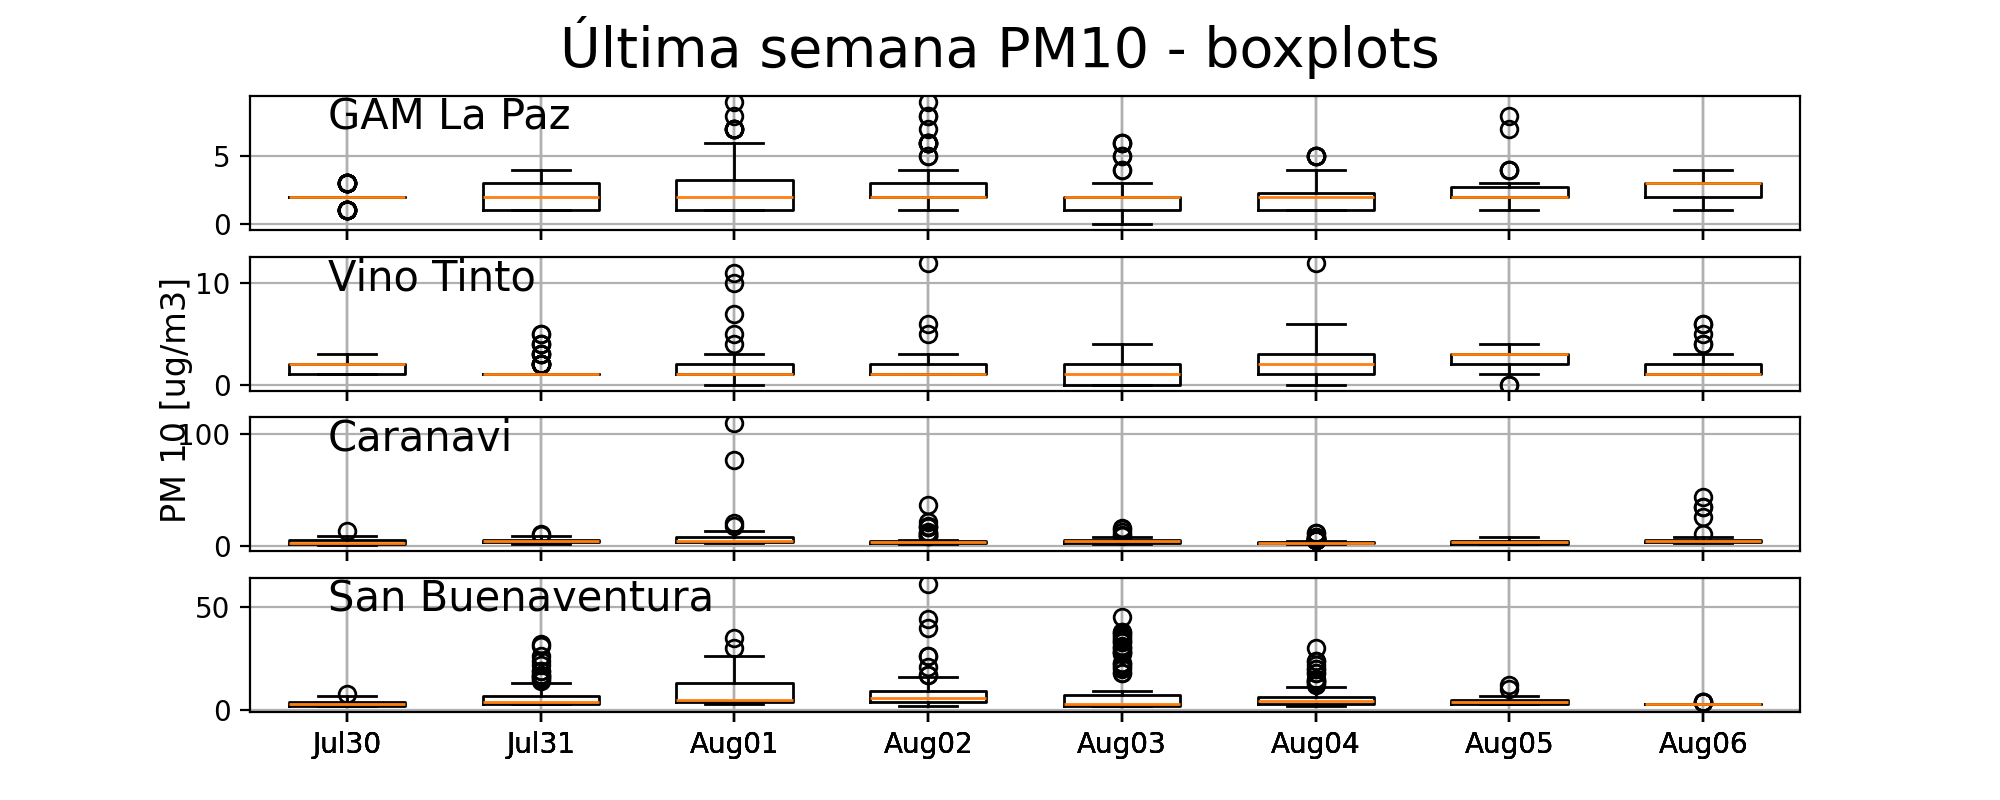 Última semana PM10 - boxplots
GAM La Paz
5
0
Vino Tinto
10
0
PM 10 [ug/m3]
Caranavi
100
0
San Buenaventura
50
0
Jul30 Jul31 Aug01 Aug02 Aug03 Aug04 Aug05 Aug06